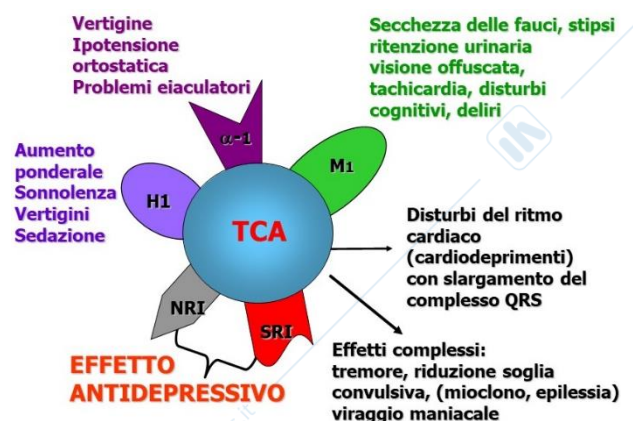 Vertigine
Ipotensione
ortostatica
Problemi eiaculatori
Secchezza delle fauci, stipsi
ritenzione urinaria
visione offuscata,
tachicardia, disturbi
cognitivi, deliri
α-1
M1
Aumento
ponderale
Sonnolenza
Vertigini
Sedazione
H1
TCA
Disturbi del ritmo
cardiaco
(cardiodeprimenti)
con slargamento del
complesso QRS
NRI
SRI
EFFETTO
ANTIDEPRESSIVO
Effetti complessi:
tremore, riduzione soglia
convulsiva, (mioclono, epilessia)
viraggio maniacale